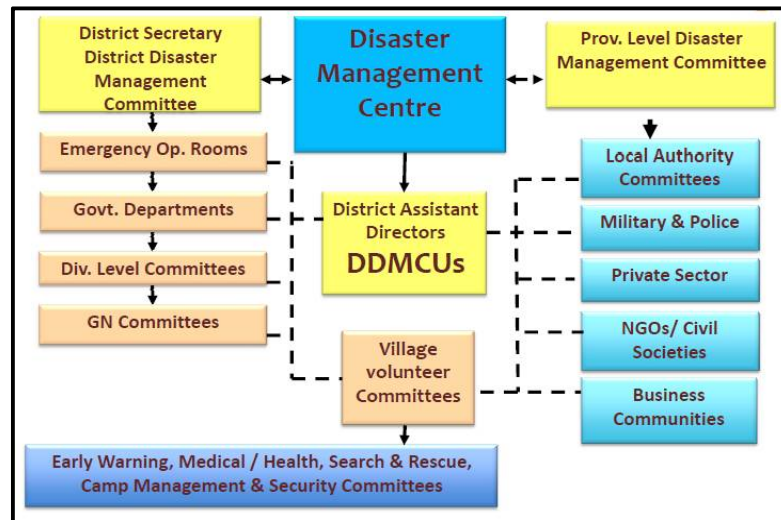 District Secretary
District Disaster
Management
Committee
Disaster
Management
Centre
Prov. Level Disaster
Management Committee
Emergency Op. Rooms
Govt. Departments
Div. Level Committees
GN Committees
District Assistant
Directors
DDMCUs
Local Authority
Committees
Military & Police
Private Sector
NGOs/ Civil
Societies
Business
Communities
Village
volunteer
Committees
Early Warning, Medical / Health, Search & Rescue,
Camp Management & Security Committees